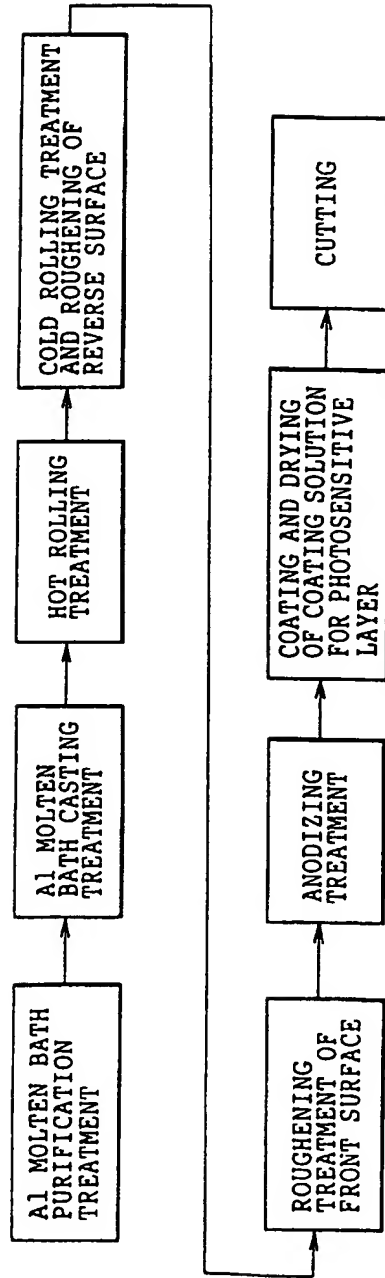 Al MOLTEN BATH
PURIFICATION
TREATMENT
Al MOLTEN
BATH CASTING
TREATMENT
HOT ROLLING
TREATMENT
COLD ROLLING TREATMENT
AND ROUGHENING OF
REVERSE SURFACE
ROUGHENING
TREATMENT OF
FRONT SURFACE
ANODIZING
TREATMENT
COATING AND DRYING
OF COATING SOLUTION
FOR PHOTOSENSITIVE
LAYER
CUTTING